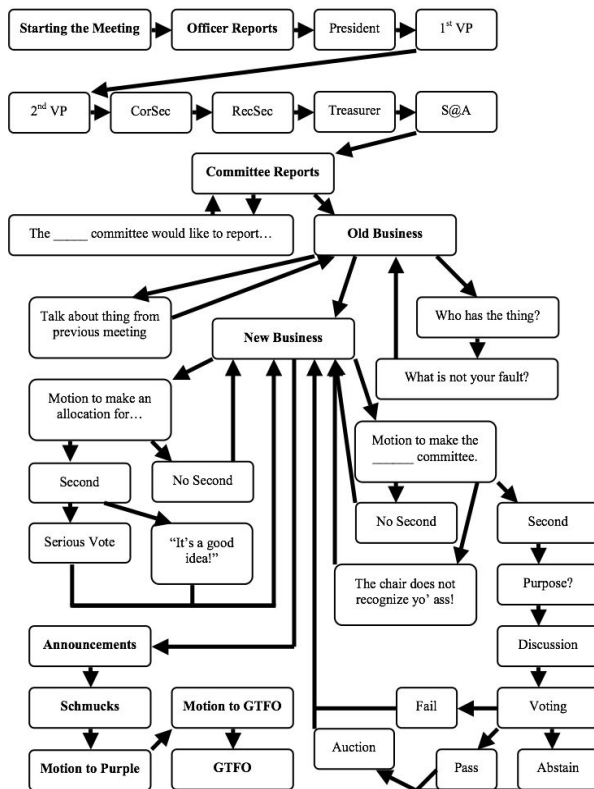 Starting the Meeting
Officer Reports
President
1st VP
2nd VP
CorSec
RecSec
Treasurer
S@A
Committee Reports
The _____ committee would like to report…
Old Business
Talk about thing from
previous meeting
Who has the thing?
New Business
What is not your fault?
Motion to make an
allocation for…
Motion to make the
______ committee.
Second
No Second
No Second
Second
Serious Vote
“It’s a good
idea!”
The chair does not
recognize yo’ ass!
Purpose?
Announcements
Discussion
Schmucks
Motion to GTFO
Fail
Voting
Motion to Purple
GTFO
Auction
Pass
Abstain